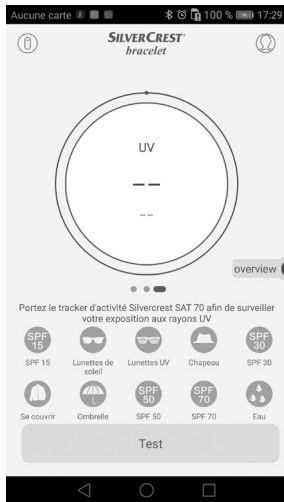 Aucune carte 100 % 17:29
SILVERCREST®
bracelet
UV
-- --
-- --
overview
Portez le tracker d'activité Silvercrest SAT 70 afin de surveiller
votre exposition aux rayons UV
SPF 15 SPF 30
SPF 15 Lunettes de soleil Lunettes UV Chapeau SPF 30
SPF 50 SPF 70
Se couvrir Ombrelle SPF 50 SPF 70 Eau
Test